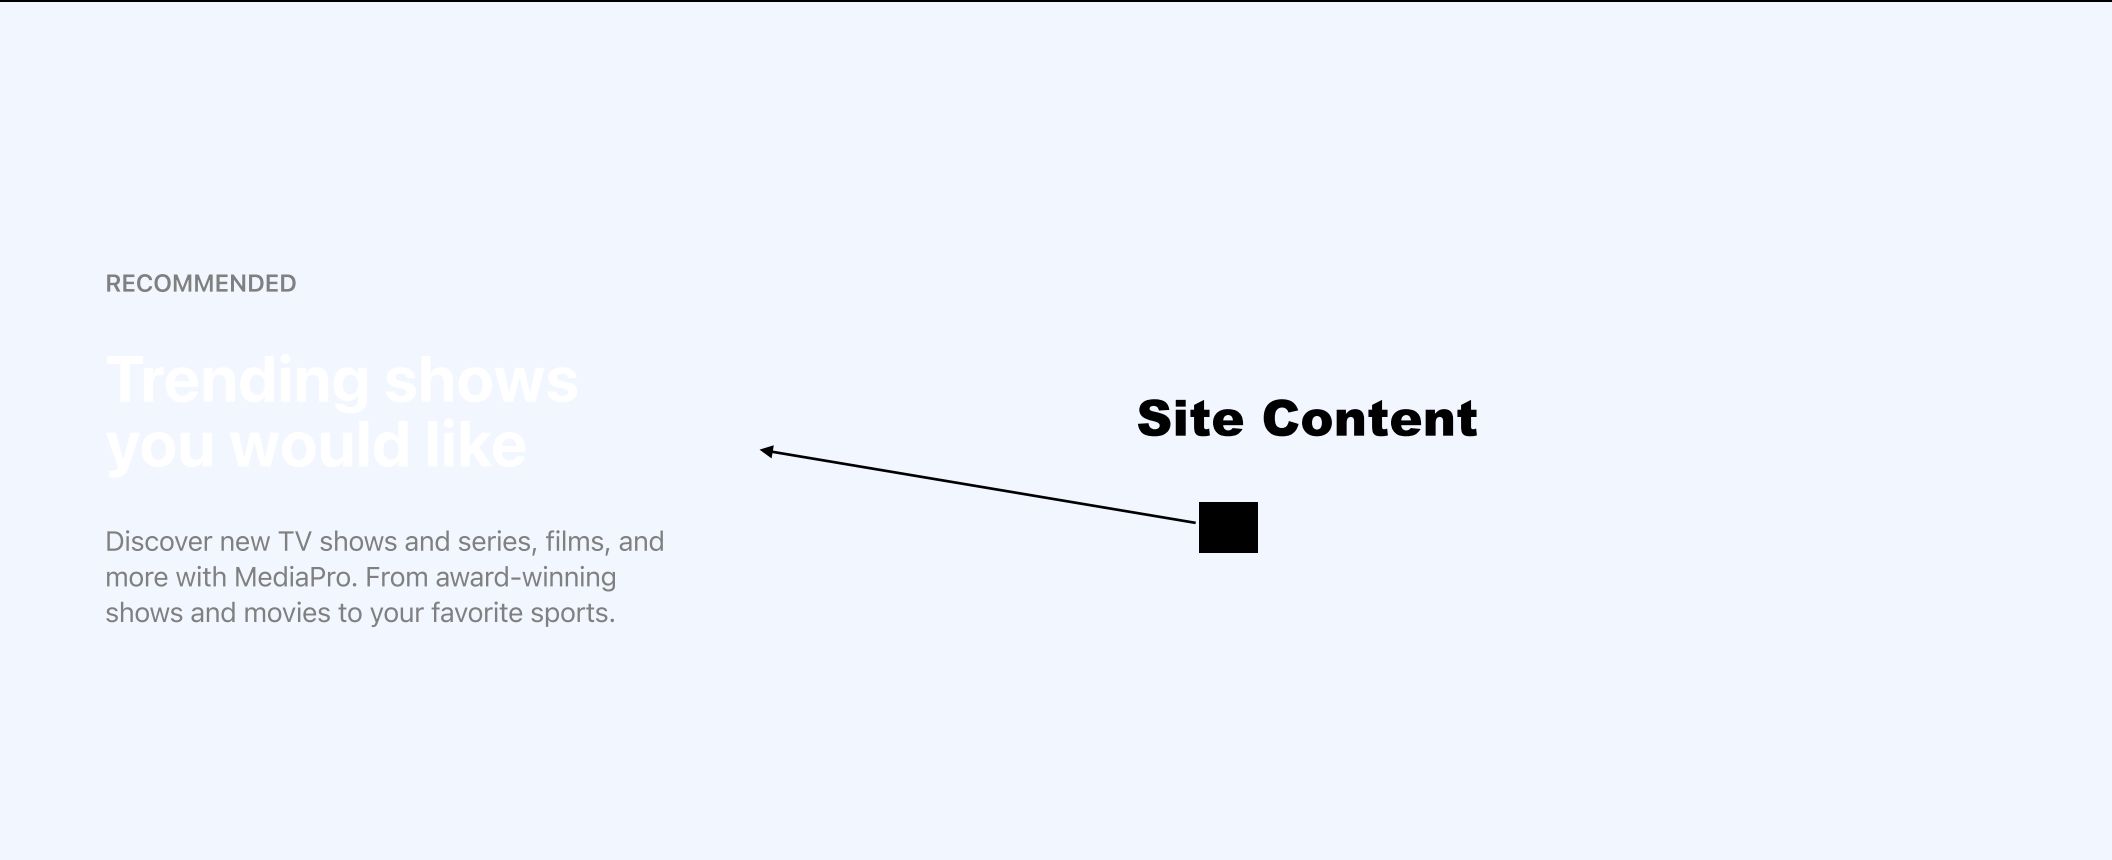 RECOMMENDED
Trending shows
you would like
Discover new TV shows and series, films, and
more with MediaPro. From award-winning
shows and movies to your favorite sports.
Site Content